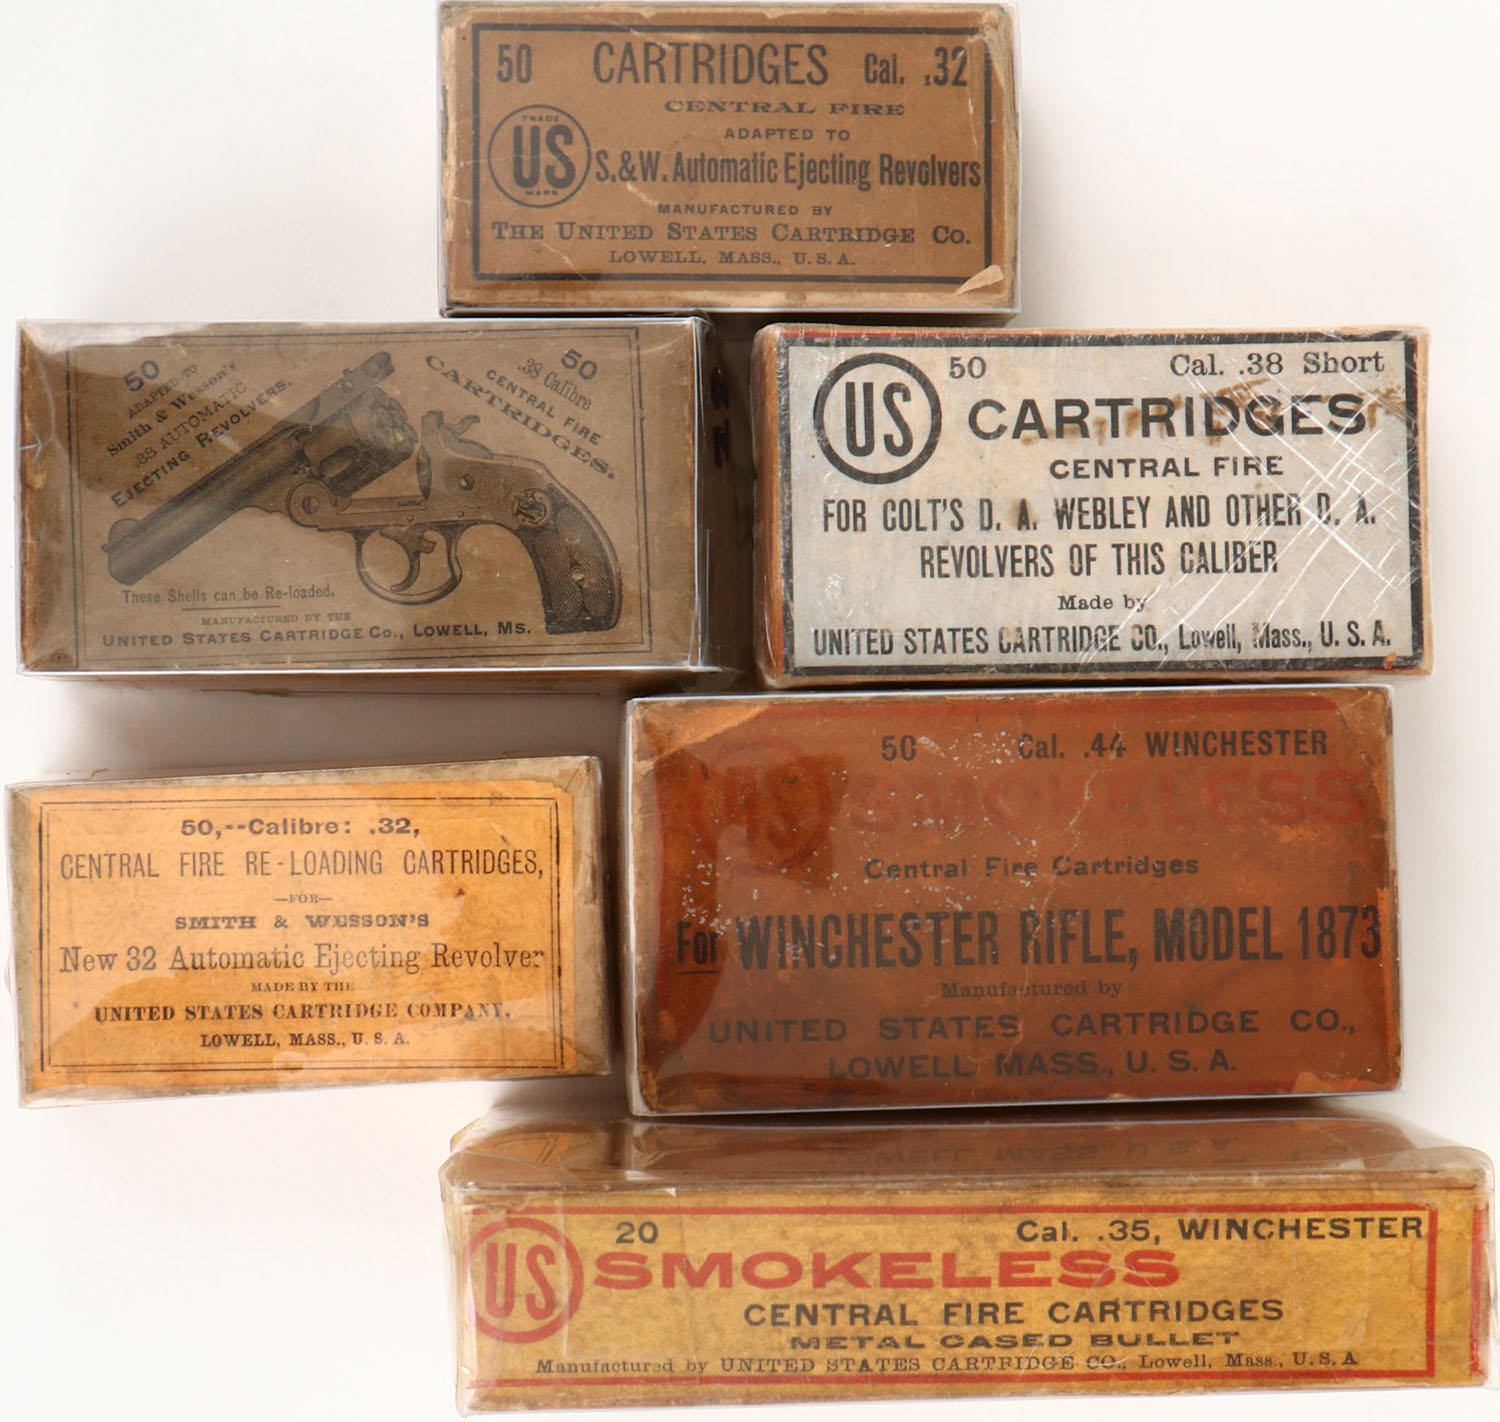 50 CARTRIDGES Cal. .32
CENTRAL FIRE
ADAPTED TO
TRADE
US
MARK
S.&W. Automatic Ejecting Revolvers
MANUFACTURED BY
THE UNITED STATES CARTRIDGE CO.
LOWELL, MASS., U.S.A.
50
ADAPTED TO
Smith & Wesson's
.38 AUTOMATIC
EJECTING REVOLVERS.
50
.38 Calibre
CENTRAL FIRE
CARTRIDGES.
These Shells can be Re-loaded.
MANUFACTURED BY THE
UNITED STATES CARTRIDGE CO., LOWELL, MS.
US
50 Cal. .38 Short
CARTRIDGES
CENTRAL FIRE
FOR COLT'S D. A. WEBLEY AND OTHER D. A.
REVOLVERS OF THIS CALIBER
Made by
UNITED STATES CARTRIDGE CO., Lowell, Mass., U. S. A.
50,--Calibre: .32,
CENTRAL FIRE RE-LOADING CARTRIDGES,
—FOR—
SMITH & WESSON'S
New 32 Automatic Ejecting Revolver
MADE BY THE
UNITED STATES CARTRIDGE COMPANY,
LOWELL, MASS., U. S. A.
50 Cal. .44 WINCHESTER
US SMOKELESS
Central Fire Cartridges
For WINCHESTER RIFLE, MODEL 1873
Manufactured by
UNITED STATES CARTRIDGE CO.,
LOWELL MASS., U. S. A.
20 Cal. .35, WINCHESTER
US SMOKELESS
CENTRAL FIRE CARTRIDGES
METAL CASED BULLET
Manufactured by UNITED STATES CARTRIDGE CO., Lowell, Mass., U.S.A